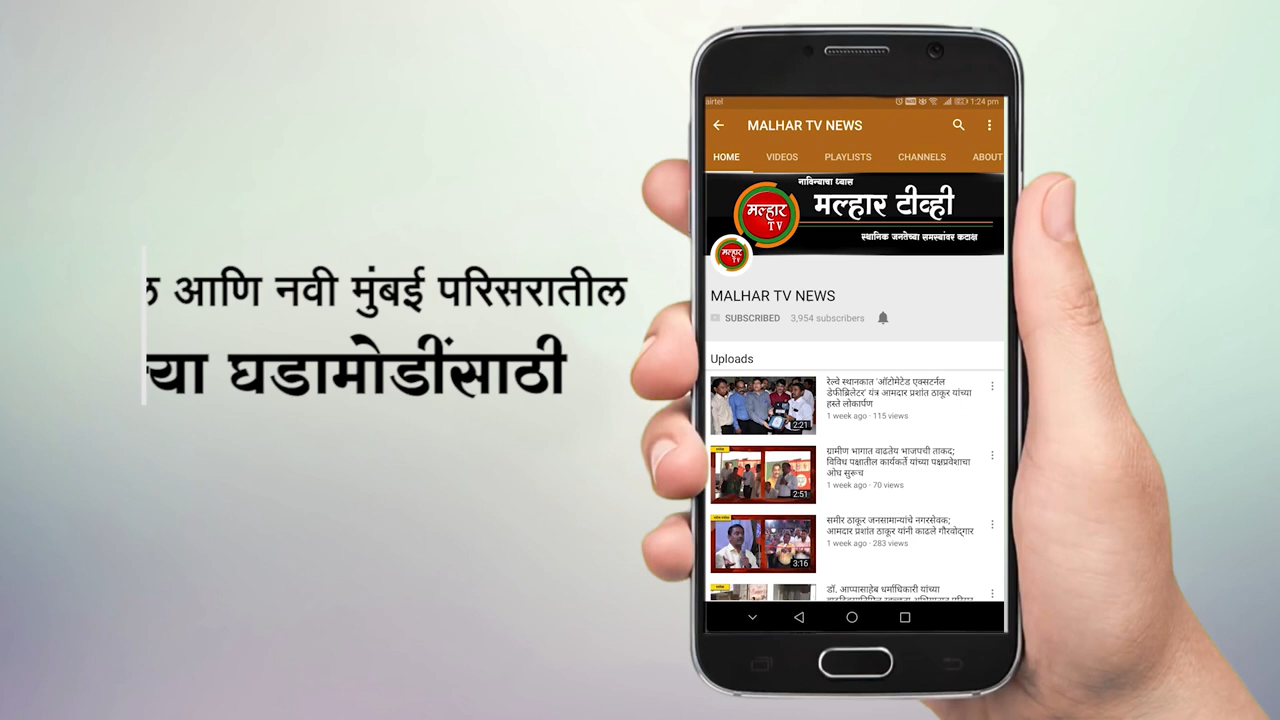 आणि नवी मुंबई परिसरातील
घडामोडींसाठी
airtel
1:24 pm
MALHAR TV NEWS
HOME VIDEOS PLAYLISTS CHANNELS ABOUT
नाविन्याचा ध्यास
मल्हार टीव्ही
मल्हार
TV
स्थानिक जनतेच्या समस्यांवर कटाक्ष
मल्हार
TV
MALHAR TV NEWS
SUBSCRIBED 3,954 subscribers
Uploads
रेल्वे स्थानकात 'ऑटोमेटेड एक्सटर्नल
डेफीब्रिलेटर' यंत्र आमदार प्रशांत ठाकूर यांच्या
हस्ते लोकार्पण
1 week ago · 115 views
2:21
ग्रामीण भागात वाढतेय भाजपची ताकद;
विविध पक्षातील कार्यकर्ते यांच्या पक्षप्रवेशाचा
ओघ सुरूच
1 week ago · 70 views
2:51
समीर ठाकूर जनसामान्यांचे नगरसेवक;
आमदार प्रशांत ठाकूर यांनी काढले गौरवोद्गार
1 week ago · 283 views
3:16
डॉ. आप्पासाहेब धर्माधिकारी यांच्या